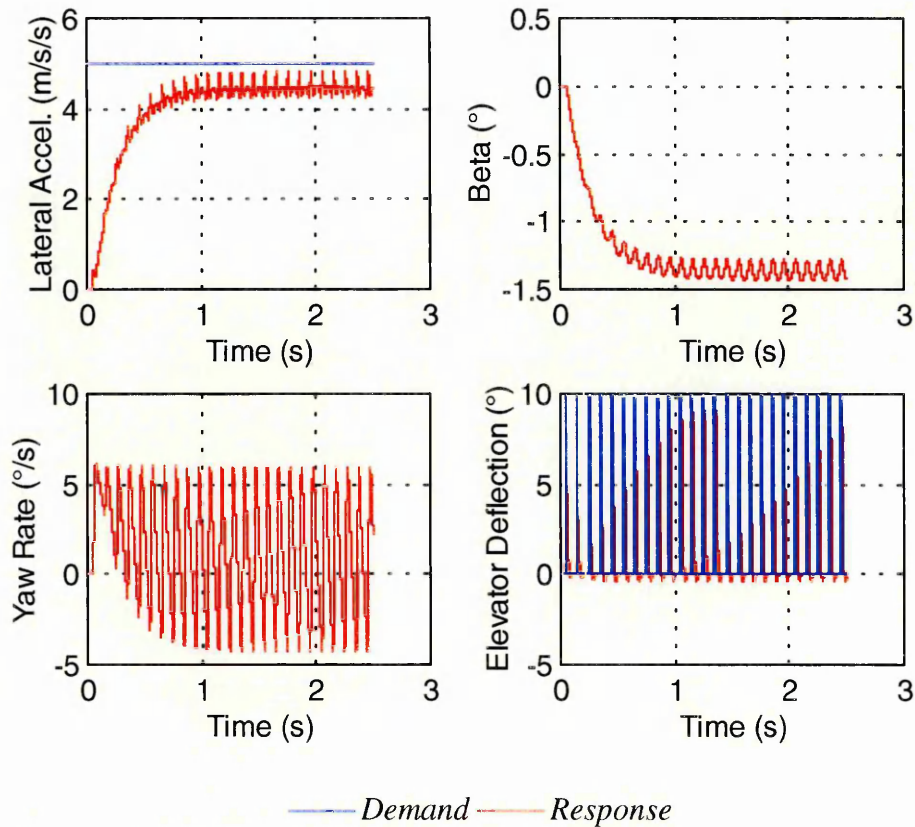 Lateral Accel. (m/s/s)
6
4
2
0
0 1 2 3
Time (s)
Beta (°)
0
-0.5
-1
-1.5
0 1 2 3
Time (s)
Yaw Rate (°/s)
10
5
0
-5
0 1 2 3
Time (s)
Elevator Deflection (°)
10
5
0
-5
0 1 2 3
Time (s)
Demand Response